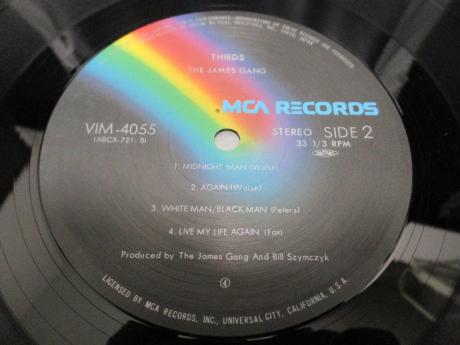 THIRDS
THE JAMES GANG
MCA RECORDS
VIM-4055
(ABCX-721-B)
STEREO SIDE 2
33 1/3 RPM
1. MIDNIGHT MAN (Walsh)
2. AGAIN (Walsh)
3. WHITE MAN/BLACK MAN (Peters)
4. LIVE MY LIFE AGAIN (Fox)
Produced by The James Gang And Bill Szymczyk
4
LICENSED BY MCA RECORDS, INC., UNIVERSAL CITY, CALIFORNIA, U.S.A.